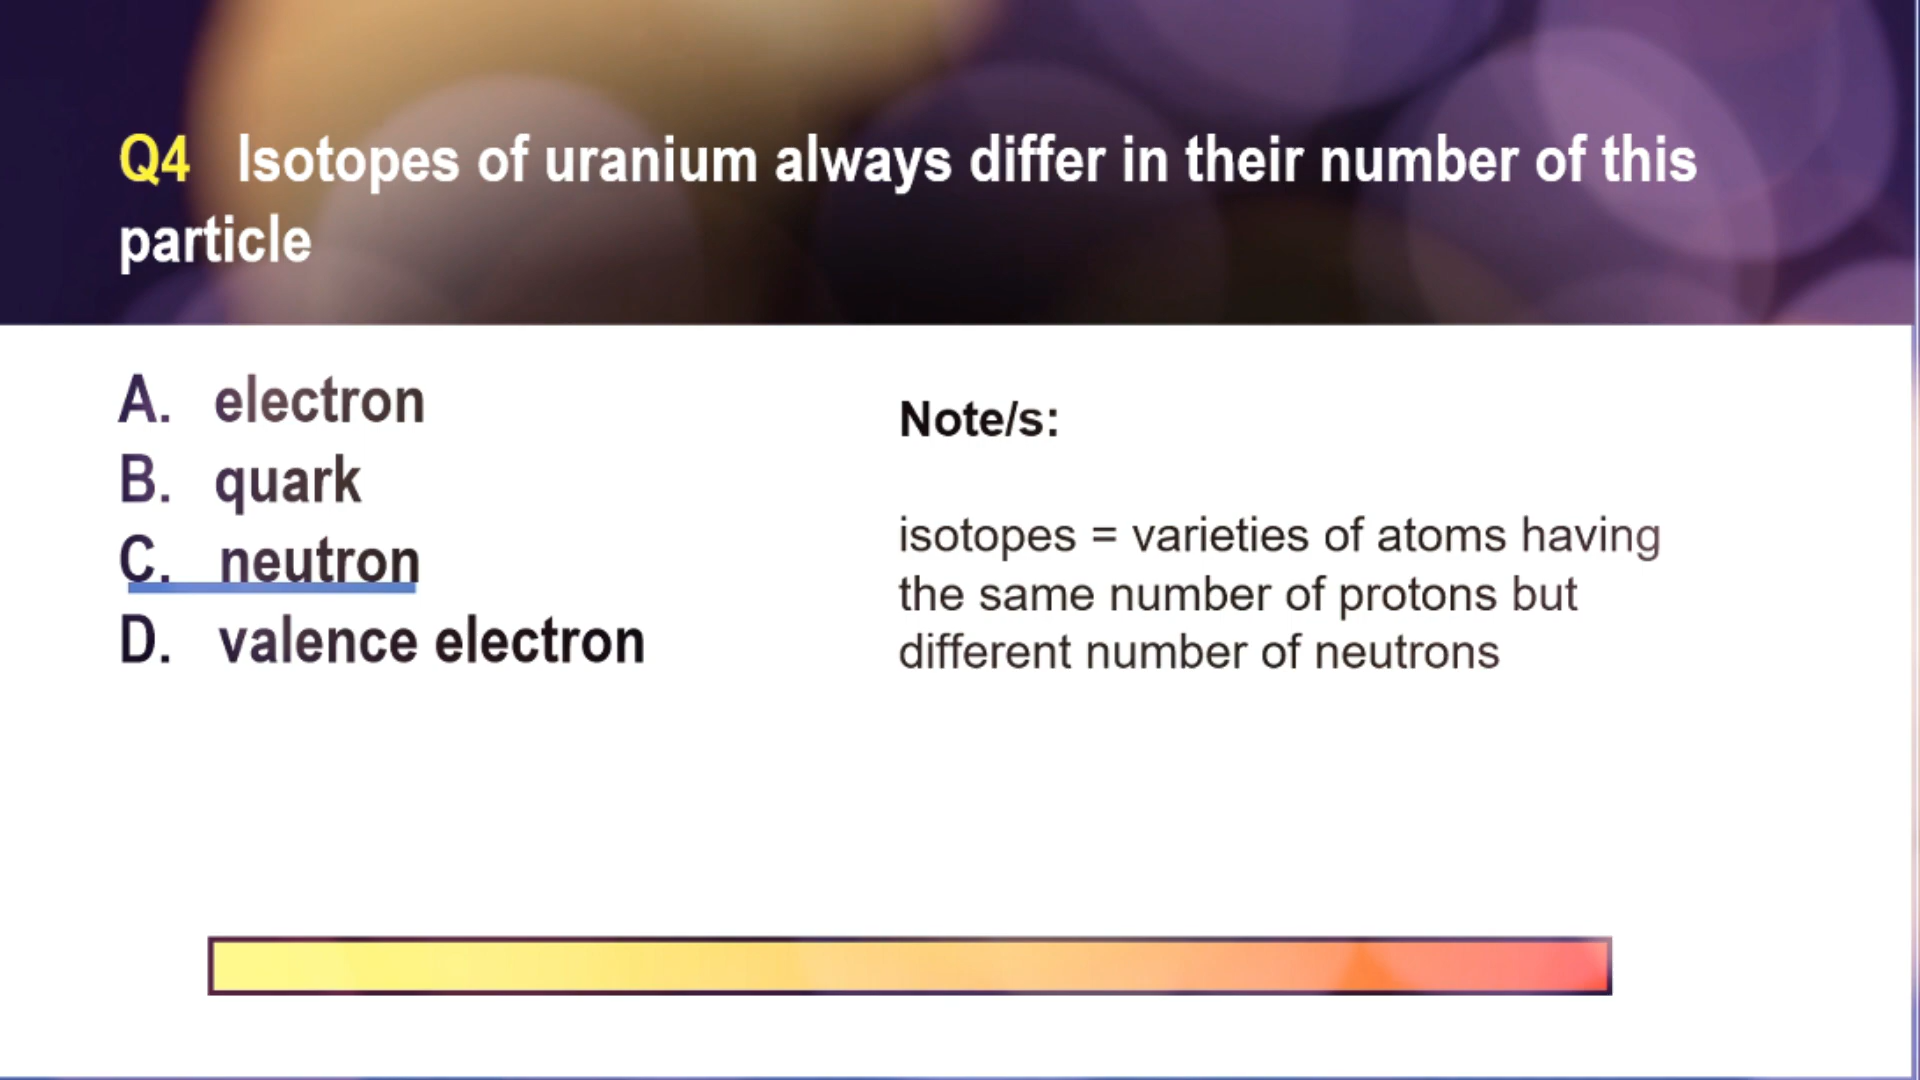 Q4 Isotopes of uranium always differ in their number of this
particle
A. electron
B. quark
C. neutron
D. valence electron
Note/s:
isotopes = varieties of atoms having
the same number of protons but
different number of neutrons